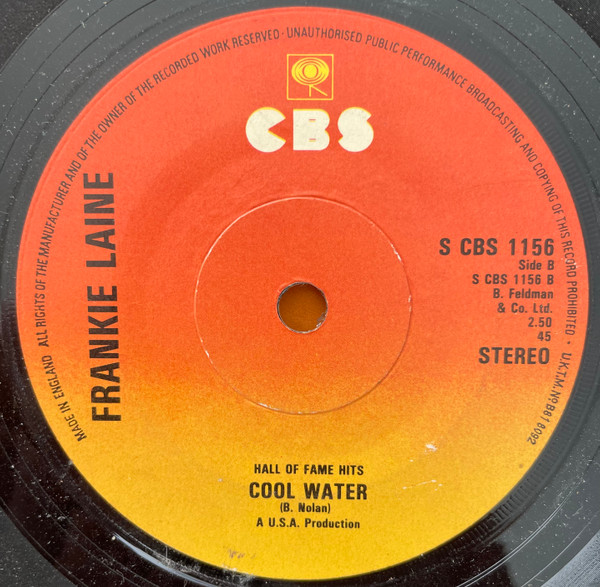 MADE IN ENGLAND ALL RIGHTS OF THE MANUFACTURER AND OF THE OWNER OF THE RECORDED WORK RESERVED · UNAUTHORISED PUBLIC PERFORMANCE BROADCASTING AND COPYING OF THIS RECORD PROHIBITED · U.K.T.M. Nº B618092
CBS
FRANKIE LAINE
S CBS 1156
Side B
S CBS 1156 B
B. Feldman
& Co. Ltd.
2.50
45
STEREO
HALL OF FAME HITS
COOL WATER
(B. Nolan)
A U.S.A. Production